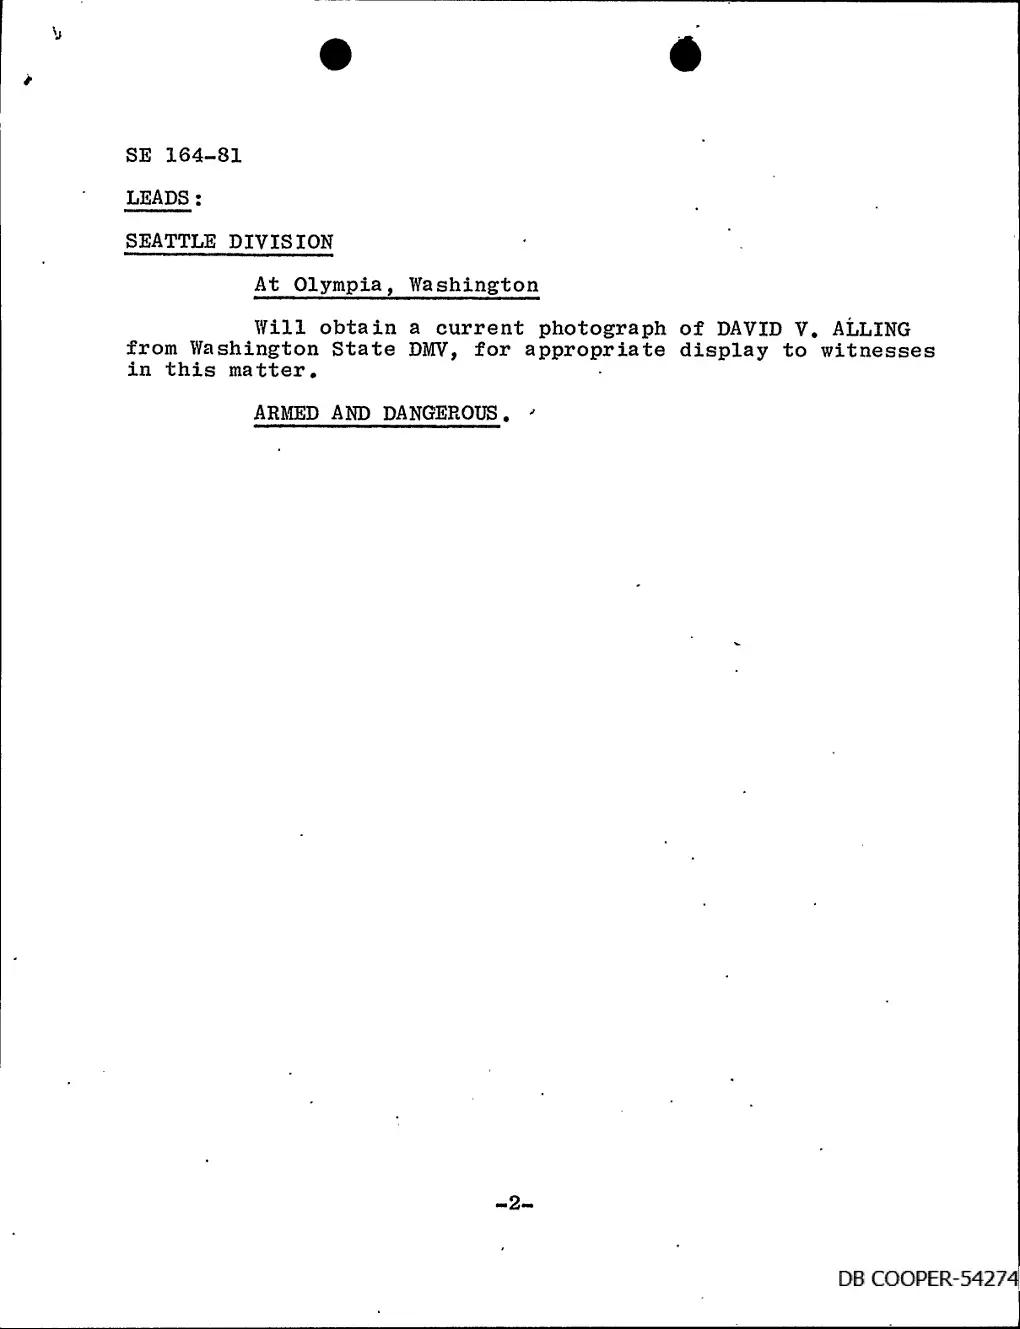 SE 164-81
LEADS:
SEATTLE DIVISION
At Olympia, Washington
Will obtain a current photograph of DAVID V. ALLING
from Washington State DMV, for appropriate display to witnesses
in this matter.
ARMED AND DANGEROUS.
-2-
DB COOPER-54274